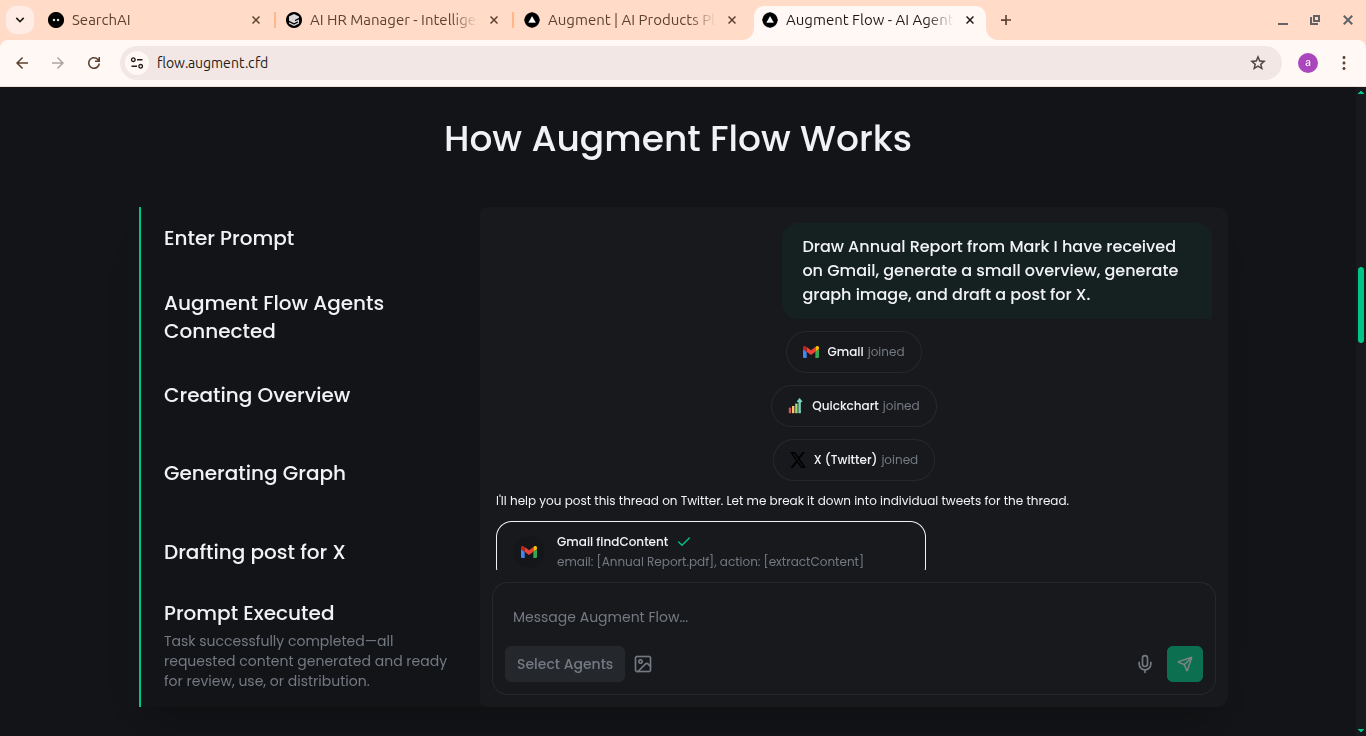 SearchAI
AI HR Manager - Intellige
Augment | AI Products Pl
Augment Flow - AI Agent
flow.augment.cfd
a
How Augment Flow Works
Enter Prompt
Augment Flow Agents
Connected
Creating Overview
Generating Graph
Drafting post for X
Prompt Executed
Task successfully completed—all
requested content generated and ready
for review, use, or distribution.
Draw Annual Report from Mark I have received
on Gmail, generate a small overview, generate
graph image, and draft a post for X.
Gmail joined
Quickchart joined
X (Twitter) joined
I'll help you post this thread on Twitter. Let me break it down into individual tweets for the thread.
Gmail findContent
email: [Annual Report.pdf], action: [extractContent]
Message Augment Flow...
Select Agents